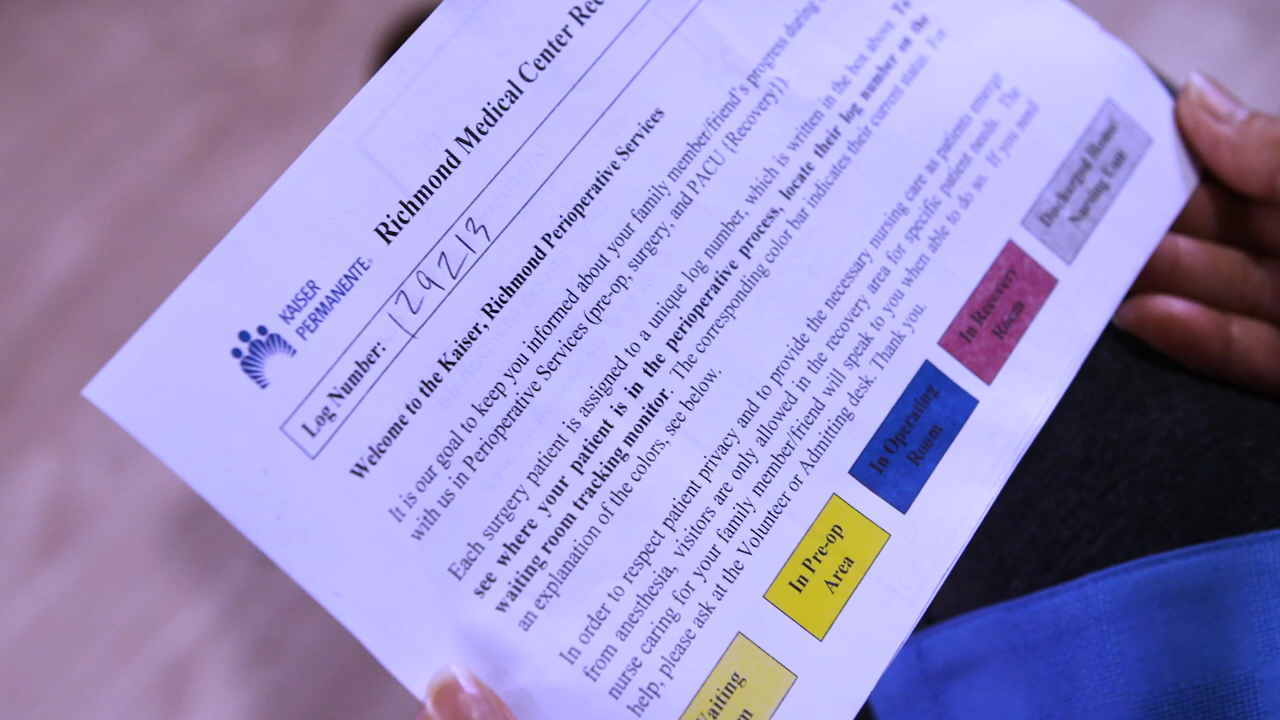 KAISER
PERMANENTE®
Richmond Medical Center
Log Number: 129213
Welcome to the Kaiser, Richmond Perioperative Services
It is our goal to keep you informed about your family member/friend's progress during
with us in Perioperative Services (pre-op, surgery, and PACU {Recovery})
Each surgery patient is assigned to a unique log number, which is written in the box above. To
see where your patient is in the perioperative process, locate their log number on the
waiting room tracking monitor. The corresponding color bar indicates their current status. For
an explanation of the colors, see below.
In order to respect patient privacy and to provide the necessary nursing care as patients emerge
from anesthesia, visitors are only allowed in the recovery area for specific patient needs. The
nurse caring for your family member/friend will speak to you when able to do so. If you need
help, please ask at the Volunteer or Admitting desk. Thank you.
In Pre-op
Area
In Operating
Room
In Recovery
Room
Discharged Home/
Nursing Unit